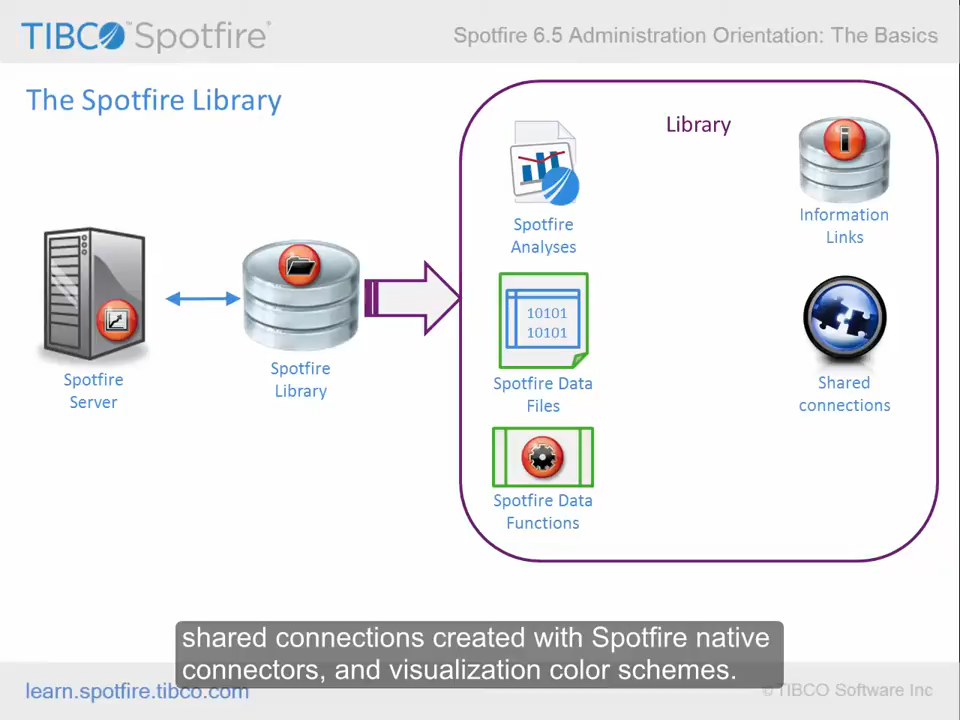 TIBCO™ Spotfire®
Spotfire 6.5 Administration Orientation: The Basics
The Spotfire Library
Library
Spotfire
Analyses
Information
Links
10101
10101
Spotfire
Server
Spotfire
Library
Spotfire Data
Files
Shared
connections
Spotfire Data
Functions
shared connections created with Spotfire native
connectors, and visualization color schemes.
learn.spotfire.tibco.com
© TIBCO Software Inc